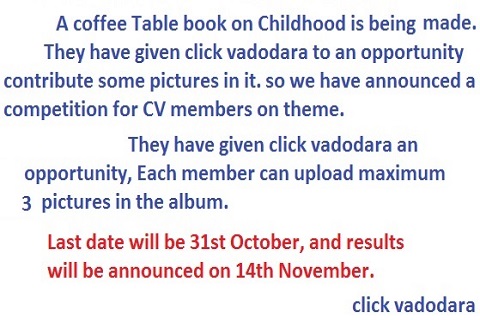 A coffee Table book on Childhood is being made.
They have given click vadodara to an opportunity
contribute some pictures in it. so we have announced a
competition for CV members on theme.
They have given click vadodara an
opportunity, Each member can upload maximum
3 pictures in the album.
Last date will be 31st October, and results
will be announced on 14th November.
click vadodara